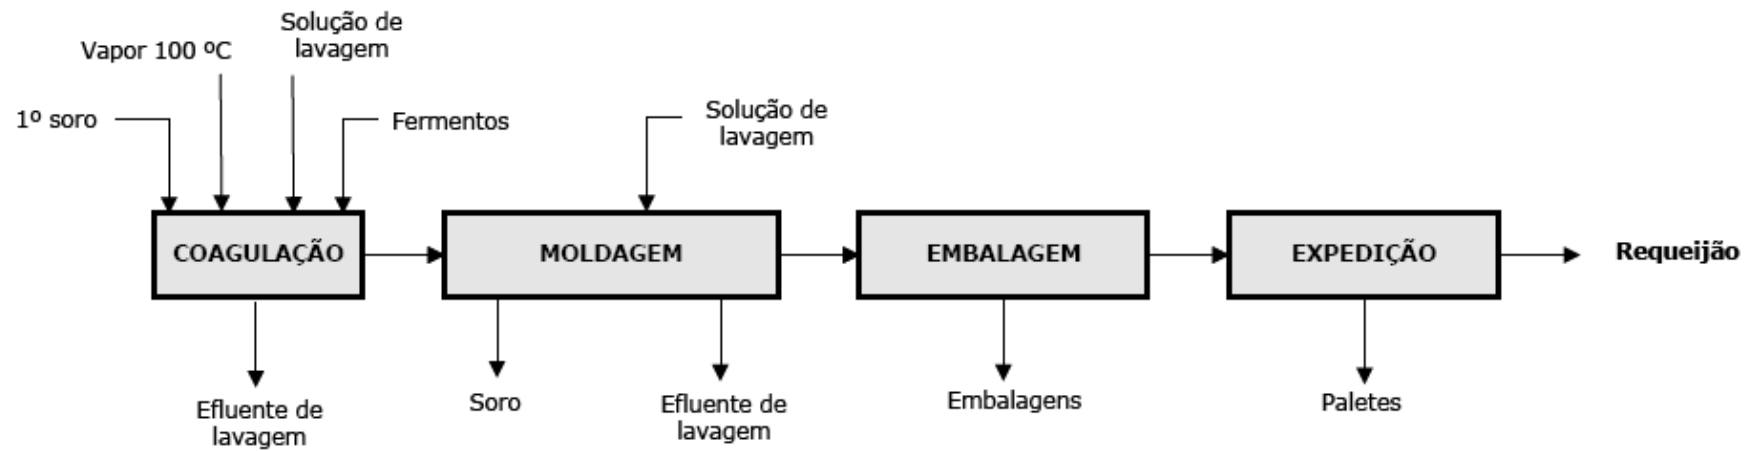 Solução de
lavagem
Vapor 100 ºC
1º soro
Fermentos
Solução de
lavagem
COAGULAÇÃO
MOLDAGEM
EMBALAGEM
EXPEDIÇÃO
Requeijão
Efluente de
lavagem
Soro
Efluente de
lavagem
Embalagens
Paletes